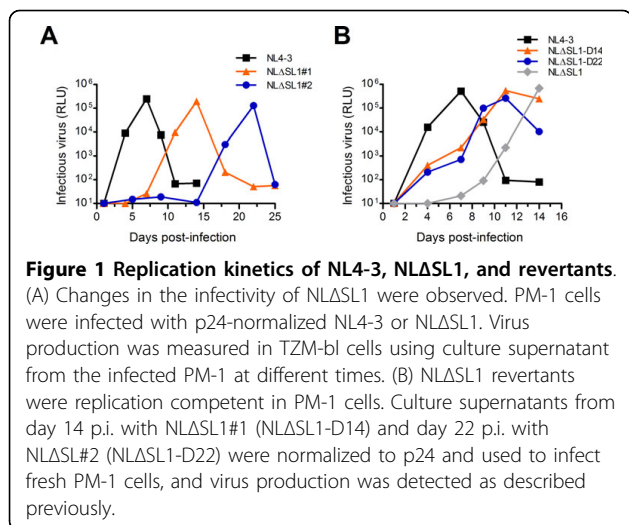 A
NL4-3
NLΔSL1#1
NLΔSL1#2
Infectious virus (RLU)
10⁶
10⁵
10⁴
10³
10²
10¹
0 5 10 15 20 25
Days post-infection
B
NL4-3
NLΔSL1-D14
NLΔSL1-D22
NLΔSL1
Infectious virus (RLU)
10⁶
10⁵
10⁴
10³
10²
10¹
0 2 4 6 8 10 12 14 16
Days post-infection
Figure 1 Replication kinetics of NL4-3, NLΔSL1, and revertants.
(A) Changes in the infectivity of NLΔSL1 were observed. PM-1 cells
were infected with p24-normalized NL4-3 or NLΔSL1. Virus
production was measured in TZM-bl cells using culture supernatant
from the infected PM-1 at different times. (B) NLΔSL1 revertants
were replication competent in PM-1 cells. Culture supernatants from
day 14 p.i. with NLΔSL1#1 (NLΔSL1-D14) and day 22 p.i. with
NLΔSL#2 (NLΔSL1-D22) were normalized to p24 and used to infect
fresh PM-1 cells, and virus production was detected as described
previously.